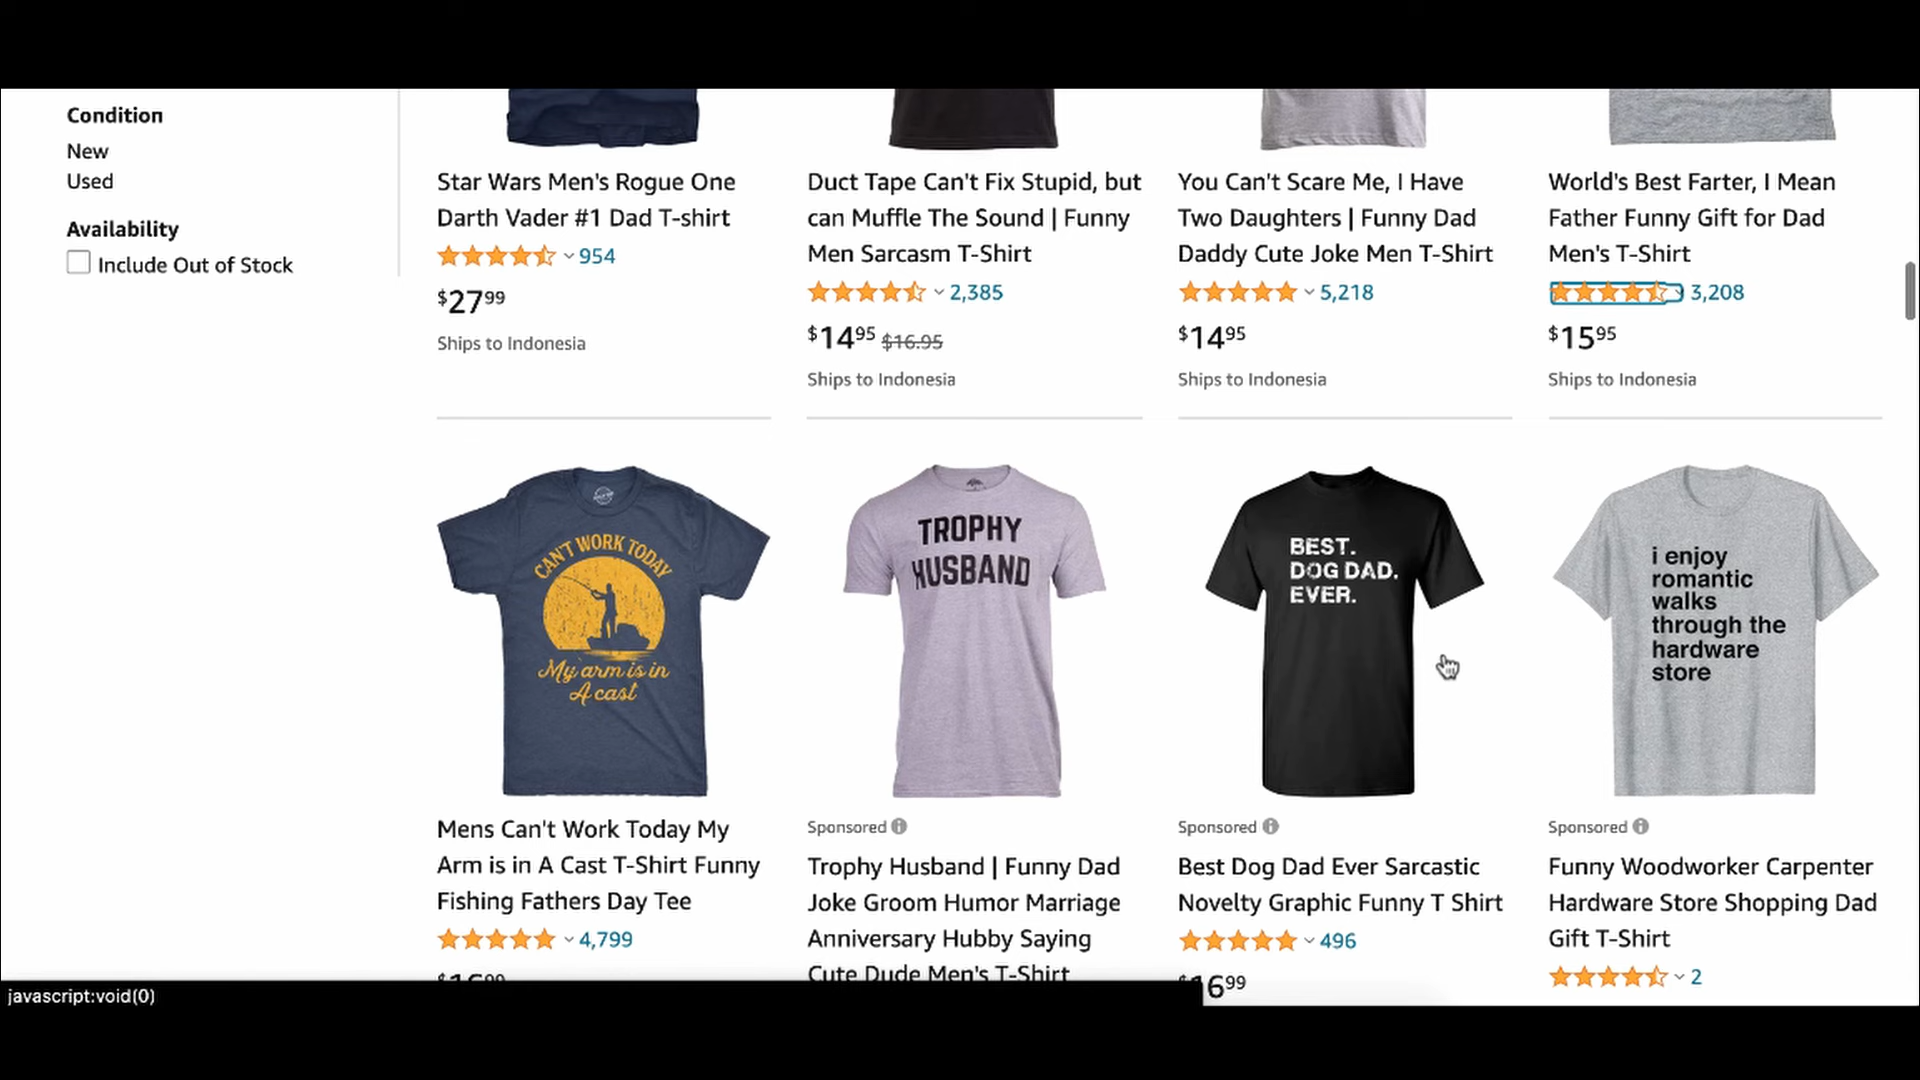 Condition
New
Used
Availability
Include Out of Stock
Star Wars Men's Rogue One
Darth Vader #1 Dad T-shirt
954
$27 99
Ships to Indonesia
Duct Tape Can't Fix Stupid, but
can Muffle The Sound | Funny
Men Sarcasm T-Shirt
2,385
$14 95 $16.95
Ships to Indonesia
You Can't Scare Me, I Have
Two Daughters | Funny Dad
Daddy Cute Joke Men T-Shirt
5,218
$14 95
Ships to Indonesia
World's Best Farter, I Mean
Father Funny Gift for Dad
Men's T-Shirt
3,208
$15 95
Ships to Indonesia
CAN'T WORK TODAY
My arm is in
A cast
Mens Can't Work Today My
Arm is in A Cast T-Shirt Funny
Fishing Fathers Day Tee
4,799
$16 99
TROPHY
HUSBAND
Sponsored
Trophy Husband | Funny Dad
Joke Groom Humor Marriage
Anniversary Hubby Saying
Cute Dude Men's T-Shirt
BEST.
DOG DAD.
EVER.
Sponsored
Best Dog Dad Ever Sarcastic
Novelty Graphic Funny T Shirt
496
$16 99
i enjoy
romantic
walks
through the
hardware
store
Sponsored
Funny Woodworker Carpenter
Hardware Store Shopping Dad
Gift T-Shirt
2
javascript:void(0)